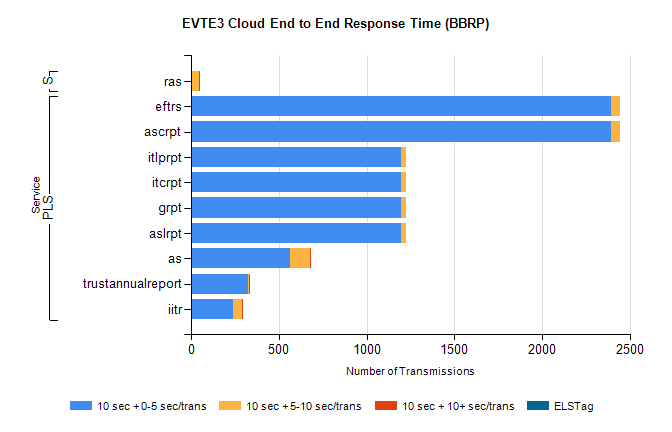 EVTE3 Cloud End to End Response Time (BBRP)
S
ras
eftrs
ascrpt
itlprpt
itcrpt
grpt
aslrpt
as
trustannualreport
iitr
Service
PLS
0 500 1000 1500 2000 2500
Number of Transmissions
10 sec +0-5 sec/trans 10 sec +5-10 sec/trans 10 sec + 10+ sec/trans ELSTag